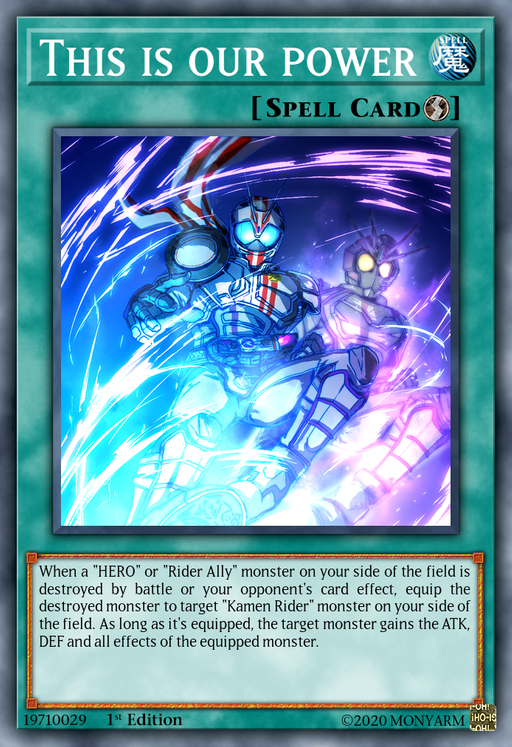 THIS IS OUR POWER
SPELL
魔
[SPELL CARD]
When a "HERO" or "Rider Ally" monster on your side of the field is
destroyed by battle or your opponent's card effect, equip the
destroyed monster to target "Kamen Rider" monster on your side of
the field. As long as it's equipped, the target monster gains the ATK,
DEF and all effects of the equipped monster.
19710029 1st Edition ©2020 MONYARM